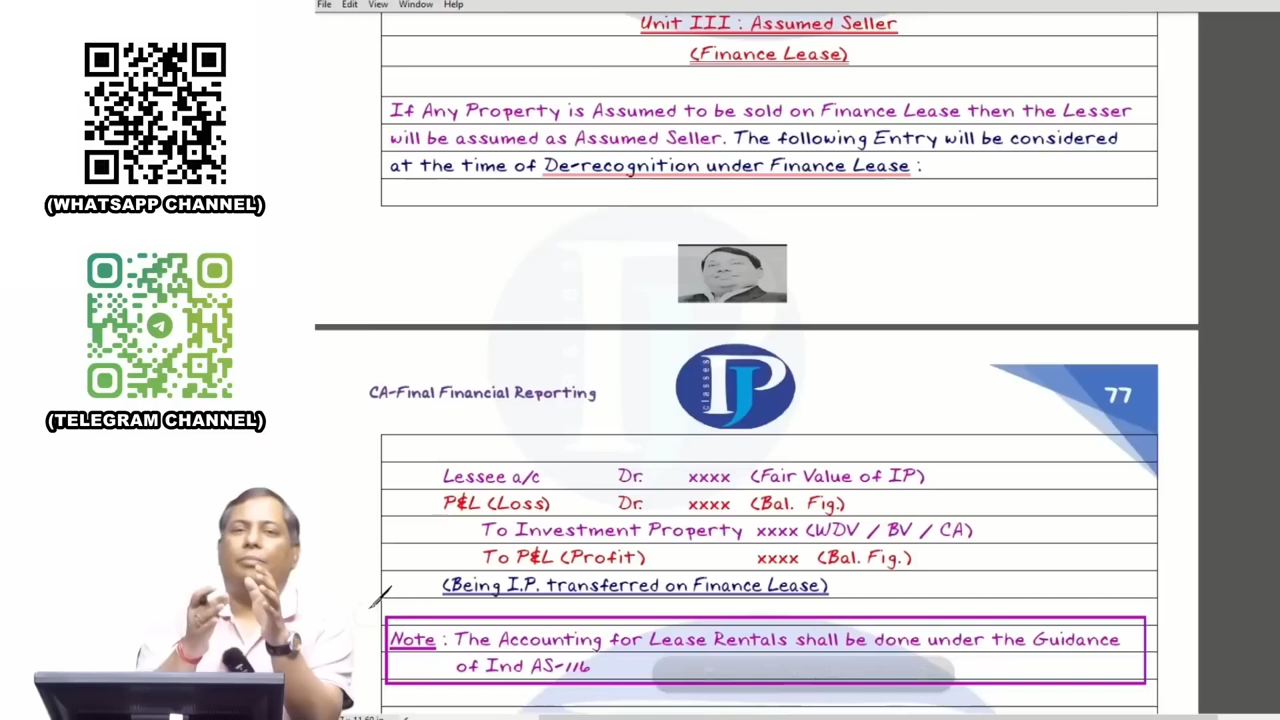 File Edit View Window Help
Unit III : Assumed Seller
(Finance Lease)
If Any Property is Assumed to be sold on Finance Lease then the Lesser
will be assumed as Assumed Seller. The following Entry will be considered
at the time of De-recognition under Finance Lease :
(WHATSAPP CHANNEL)
(TELEGRAM CHANNEL)
CA-Final Financial Reporting
PJ classes
77
Lessee a/c Dr. xxxx (Fair Value of IP)
P&L (Loss) Dr. xxxx (Bal. Fig.)
To Investment Property xxxx (WDV / BV / CA)
To P&L (Profit) xxxx (Bal. Fig.)
(Being I.P. transferred on Finance Lease)
Note : The Accounting for Lease Rentals shall be done under the Guidance
of Ind AS-116